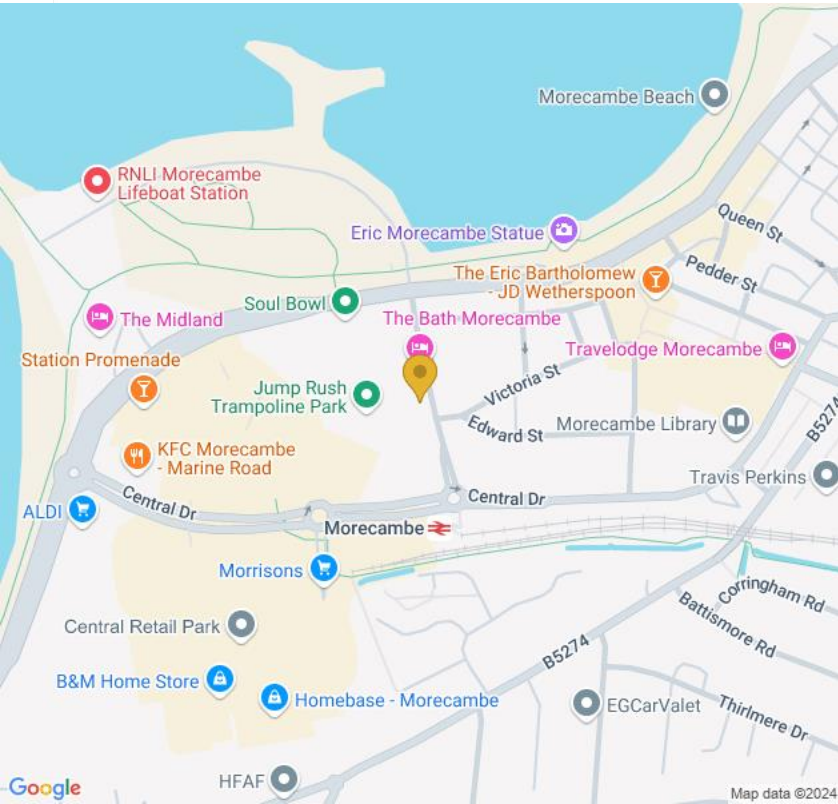 Morecambe Beach
RNLI Morecambe
Lifeboat Station
Queen St
Eric Morecambe Statue
Pedder St
The Eric Bartholomew
- JD Wetherspoon
Soul Bowl
The Midland
The Bath Morecambe
Travelodge Morecambe
Station Promenade
Victoria St
Jump Rush
Trampoline Park
B5274
Edward St
Morecambe Library
KFC Morecambe
- Marine Road
Travis Perkins
Central Dr
Central Dr
ALDI
Morecambe
Morrisons
Corringham Rd
Battismore Rd
Central Retail Park
B5274
B&M Home Store
Homebase - Morecambe
EGCarValet
Thirlmere Dr
HFAF
Google
Map data ©2024